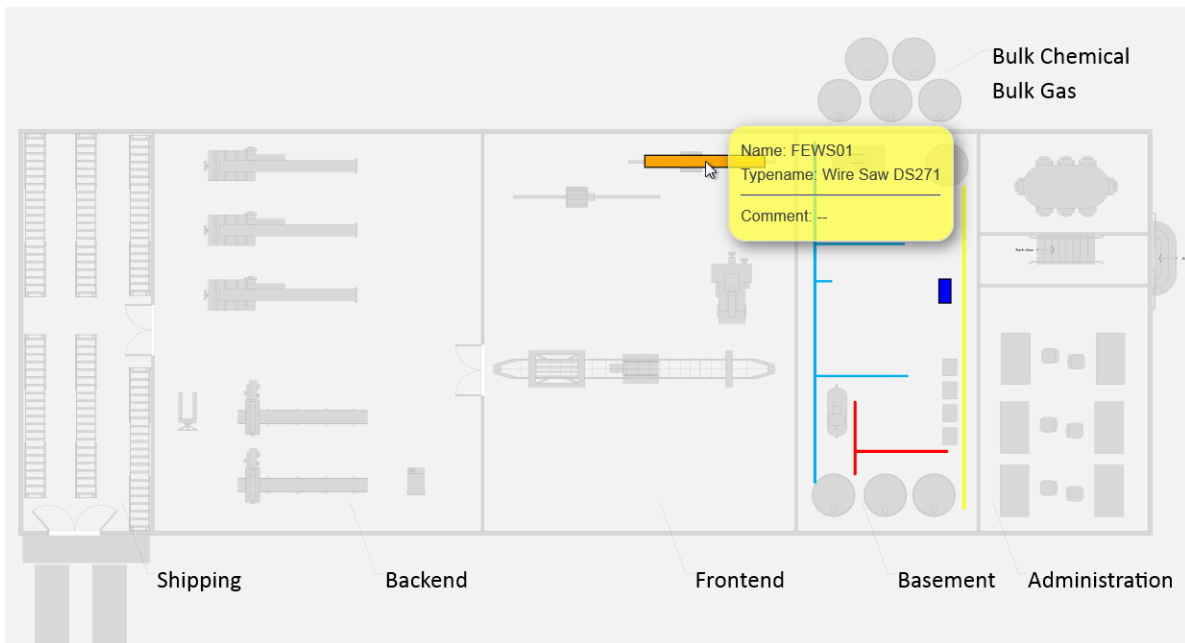 Bulk Chemical
Bulk Gas
Name: FEWS01
Typename: Wire Saw DS271
Comment: --
Shipping
Backend
Frontend
Basement
Administration